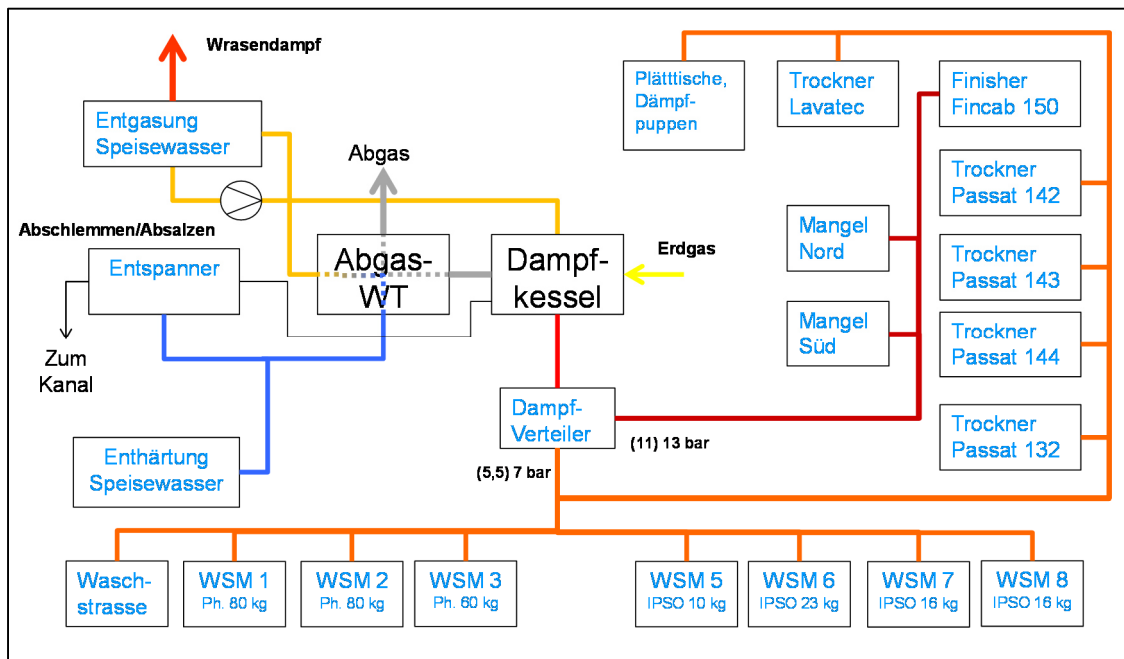 Wrasendampf
Entgasung
Speisewasser
Abgas
Abschlemmen/Absalzen
Entspanner
Zum
Kanal
Abgas-
WT
Dampf-
kessel
Erdgas
Enthärtung
Speisewasser
Dampf-
Verteiler
(11) 13 bar
(5,5) 7 bar
Plätttische,
Dämpf-
puppen
Trockner
Lavatec
Finisher
Fincab 150
Trockner
Passat 142
Mangel
Nord
Trockner
Passat 143
Mangel
Süd
Trockner
Passat 144
Trockner
Passat 132
Wasch-
strasse
WSM 1
Ph. 80 kg
WSM 2
Ph. 80 kg
WSM 3
Ph. 60 kg
WSM 5
IPSO 10 kg
WSM 6
IPSO 23 kg
WSM 7
IPSO 16 kg
WSM 8
IPSO 16 kg